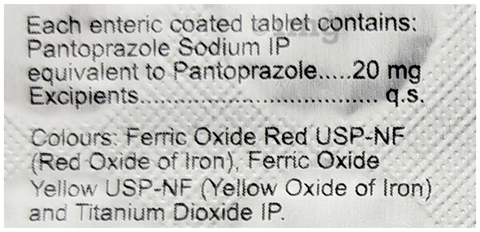 Each enteric coated tablet contains:
Pantoprazole Sodium IP
equivalent to Pantoprazole.....20 mg
Excipients.................................. q.s.
Colours: Ferric Oxide Red USP-NF
(Red Oxide of Iron), Ferric Oxide
Yellow USP-NF (Yellow Oxide of Iron)
and Titanium Dioxide IP.